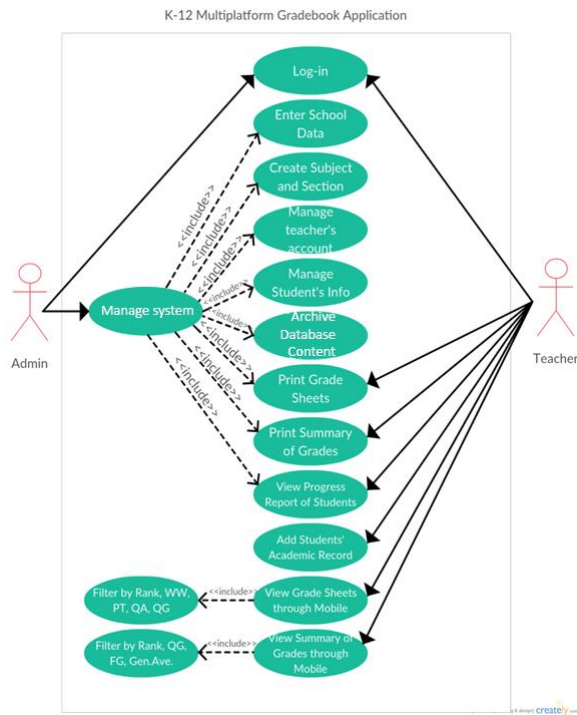 K-12 Multiplatform Gradebook Application
Log-in
Enter School
Data
Create Subject
and Section
Manage
teacher's
account
Manage
Student's Info
Archive
Database
Content
Print Grade
Sheets
Print Summary
of Grades
View Progress
Report of Students
Add Students'
Academic Record
View Grade Sheets
through Mobile
View Summary of
Grades through
Mobile
Manage system
Admin
Teacher
<<include>>
<<include>>
<<include>>
<<include>>
<<include>>
<<include>>
<<include>>
<<include>>
<<include>>
<<include>>
Filter by Rank, WW,
PT, QA, QG
Filter by Rank, QG,
FG, Gen.Ave.
& design]
creately